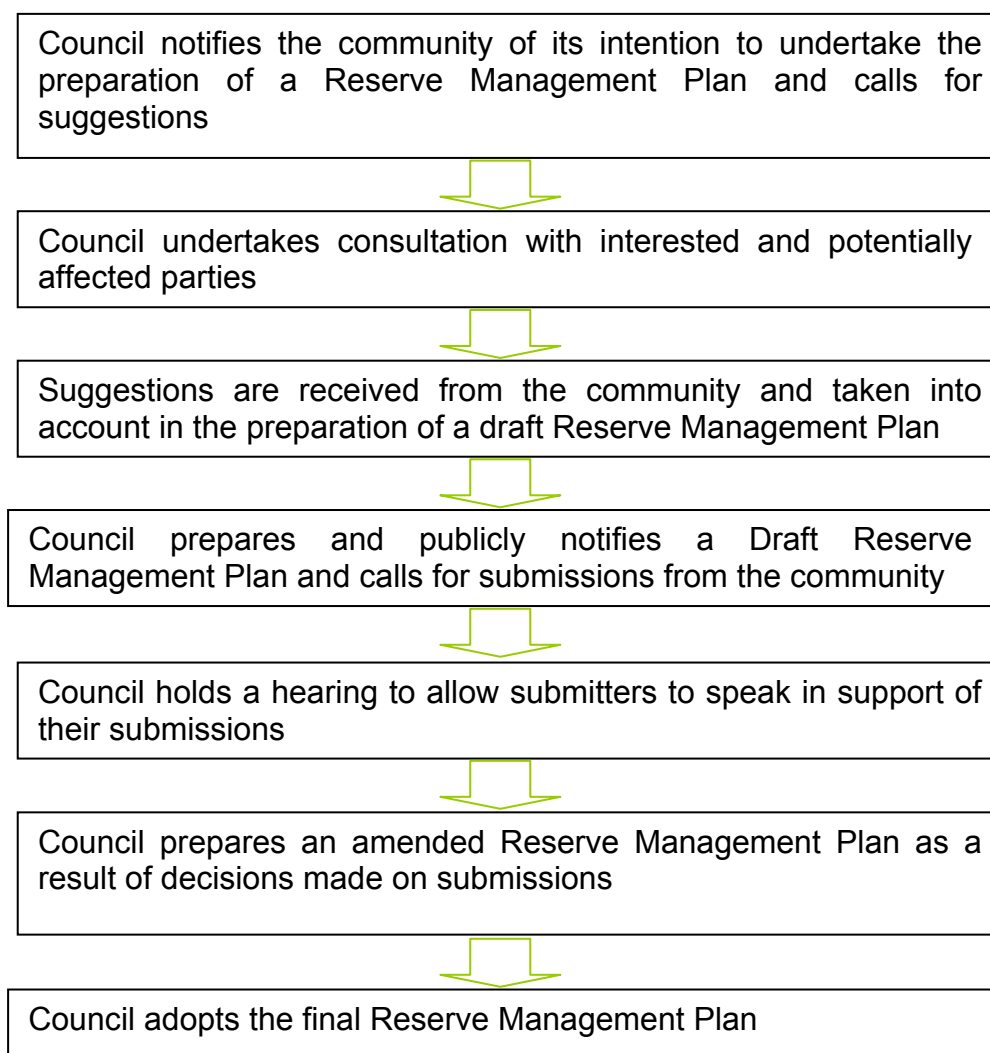 Council notifies the community of its intention to undertake the
preparation of a Reserve Management Plan and calls for
suggestions
Council undertakes consultation with interested and potentially
affected parties
Suggestions are received from the community and taken into
account in the preparation of a draft Reserve Management Plan
Council prepares and publicly notifies a Draft Reserve
Management Plan and calls for submissions from the community
Council holds a hearing to allow submitters to speak in support of
their submissions
Council prepares an amended Reserve Management Plan as a
result of decisions made on submissions
Council adopts the final Reserve Management Plan